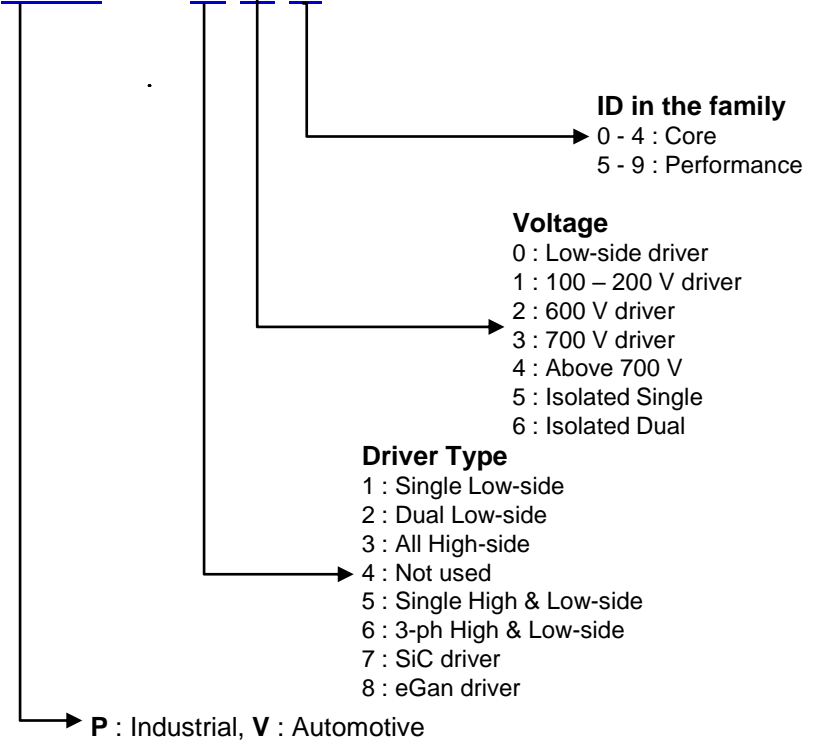 ID in the family
0 - 4 : Core
5 - 9 : Performance
Voltage
0 : Low-side driver
1 : 100 – 200 V driver
2 : 600 V driver
3 : 700 V driver
4 : Above 700 V
5 : Isolated Single
6 : Isolated Dual
Driver Type
1 : Single Low-side
2 : Dual Low-side
3 : All High-side
4 : Not used
5 : Single High & Low-side
6 : 3-ph High & Low-side
7 : SiC driver
8 : eGan driver
P : Industrial, V : Automotive